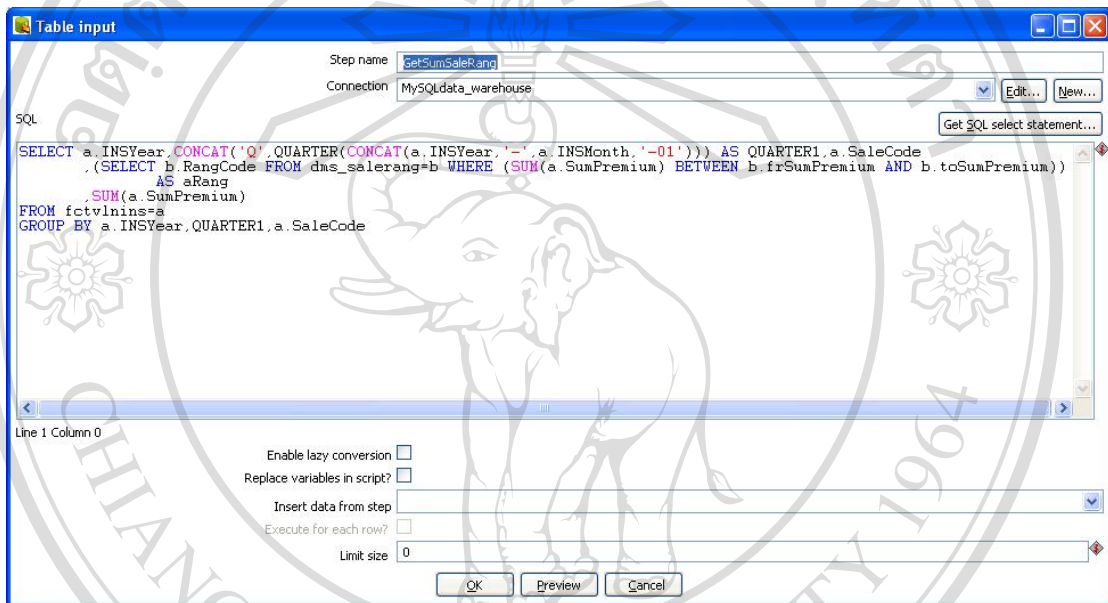 Table input
Step name GetSumSaleRang
Connection MySQLdata_warehouse Edit... New...
SQL Get SQL select statement...
SELECT a.INSYear,CONCAT('Q',QUARTER(CONCAT(a.INSYear,'-',a.INSMonth,'-01'))) AS QUARTER1,a.SaleCode
,(SELECT b.RangCode FROM dms_salerang=b WHERE (SUM(a.SumPremium) BETWEEN b.frSumPremium AND b.toSumPremium))
AS aRang
,SUM(a.SumPremium)
FROM fctvlnins=a
GROUP BY a.INSYear,QUARTER1,a.SaleCode
Line 1 Column 0
Enable lazy conversion
Replace variables in script?
Insert data from step
Execute for each row?
Limit size 0
OK Preview Cancel